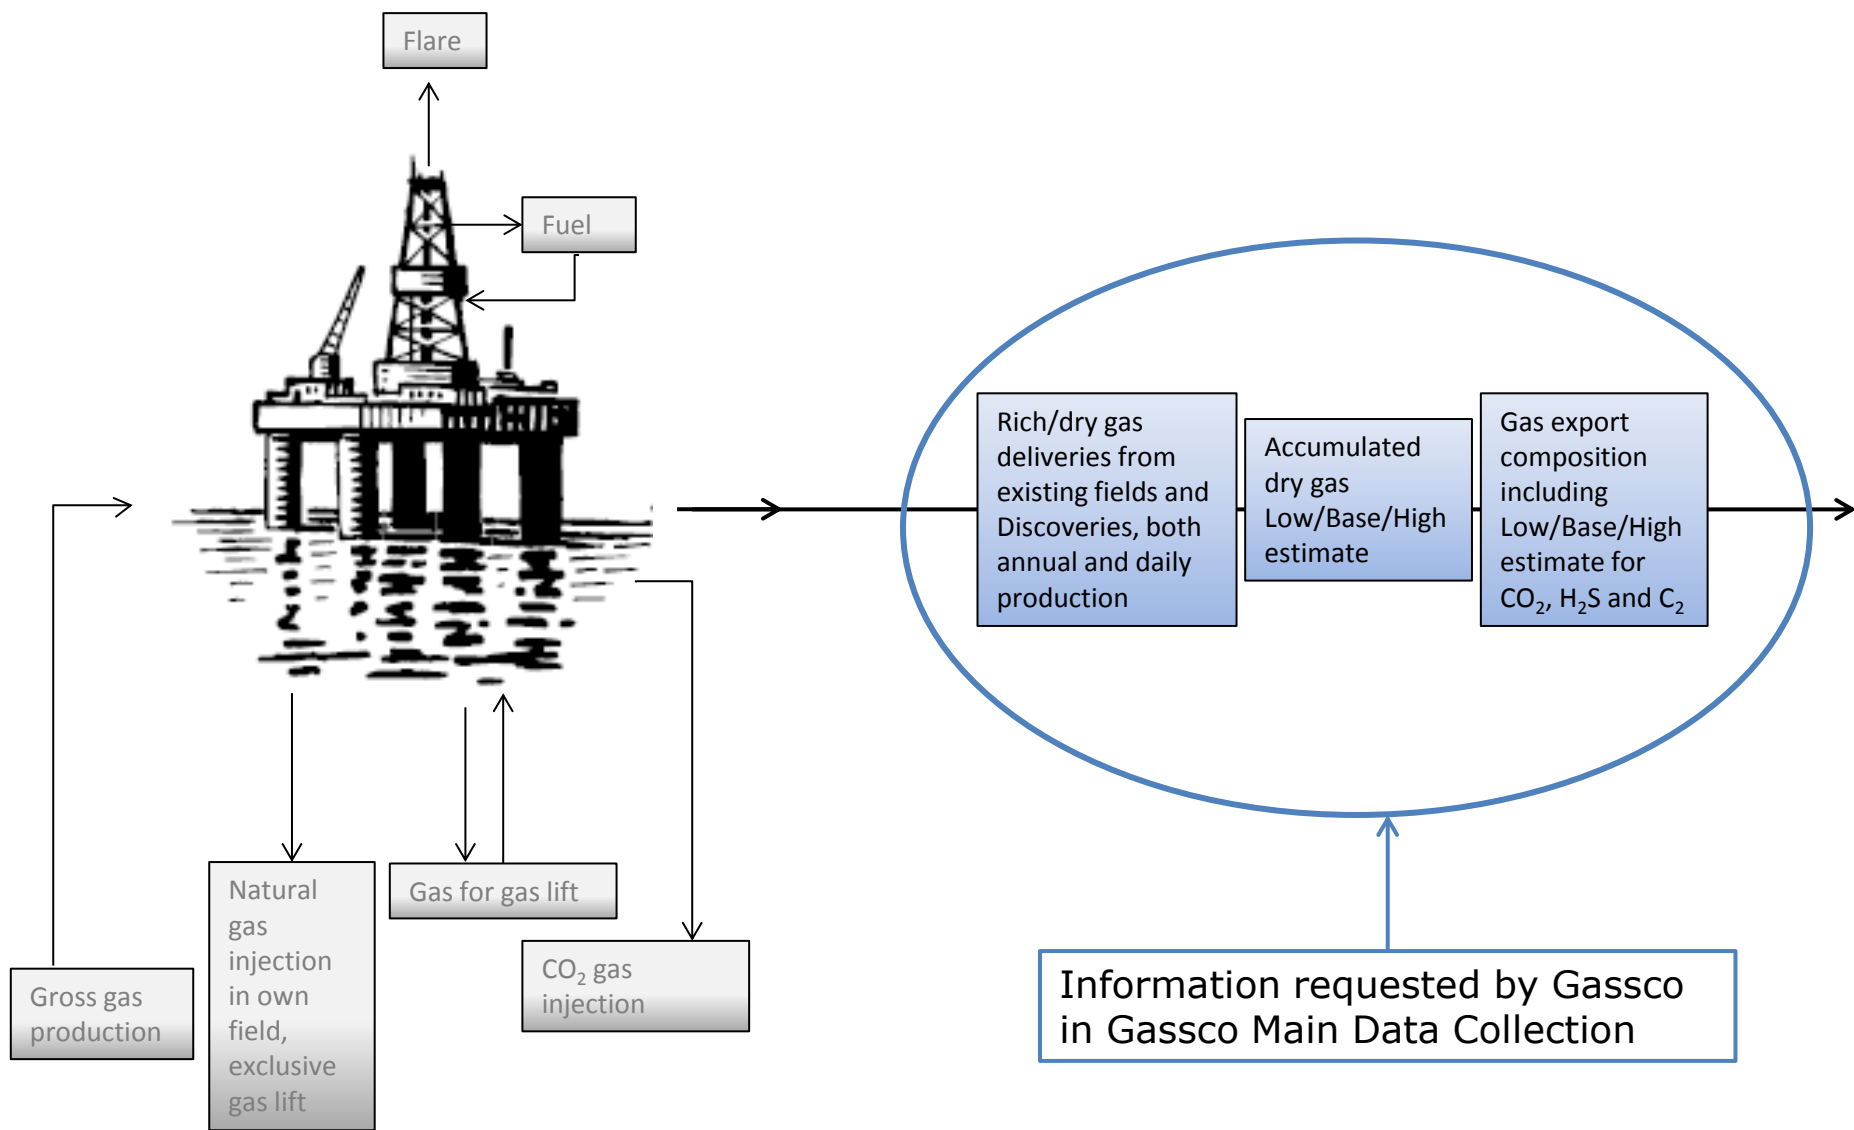 Flare
Fuel
Rich/dry gas
deliveries from
existing fields and
Discoveries, both
annual and daily
production
Accumulated
dry gas
Low/Base/High
estimate
Gas export
composition
including
Low/Base/High
estimate for
CO₂, H₂S and C₂
Gross gas
production
Natural
gas
injection
in own
field,
exclusive
gas lift
Gas for gas lift
CO₂ gas
injection
Information requested by Gassco
in Gassco Main Data Collection